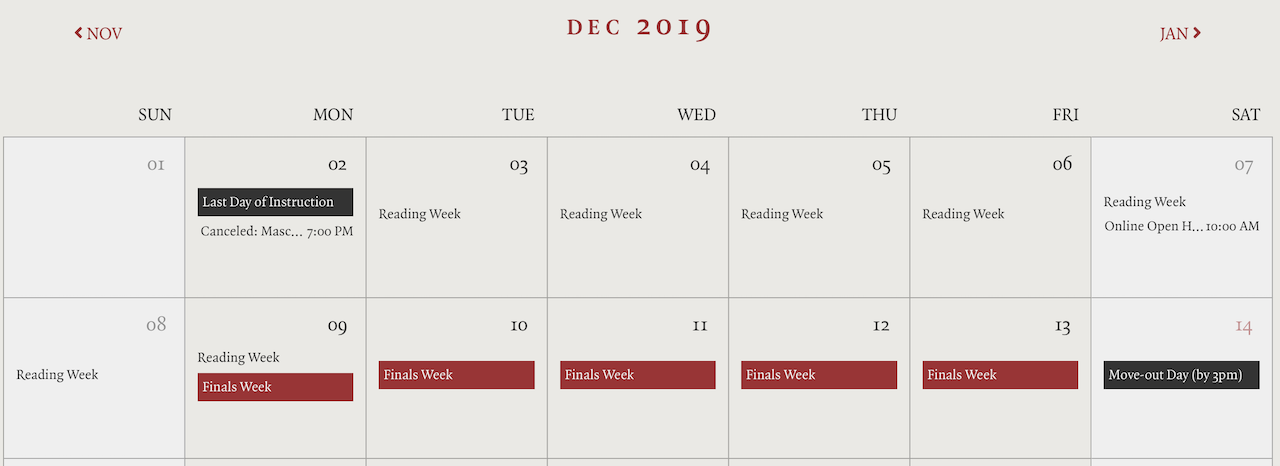 NOV
DEC 2019
JAN
SUN MON TUE WED THU FRI SAT
01 02 03 04 05 06 07
Last Day of Instruction
Canceled: Masc... 7:00 PM
Reading Week
Reading Week
Reading Week
Reading Week
Reading Week
Online Open H... 10:00 AM
08 09 10 11 12 13 14
Reading Week
Reading Week
Finals Week
Finals Week
Finals Week
Finals Week
Finals Week
Move-out Day (by 3pm)